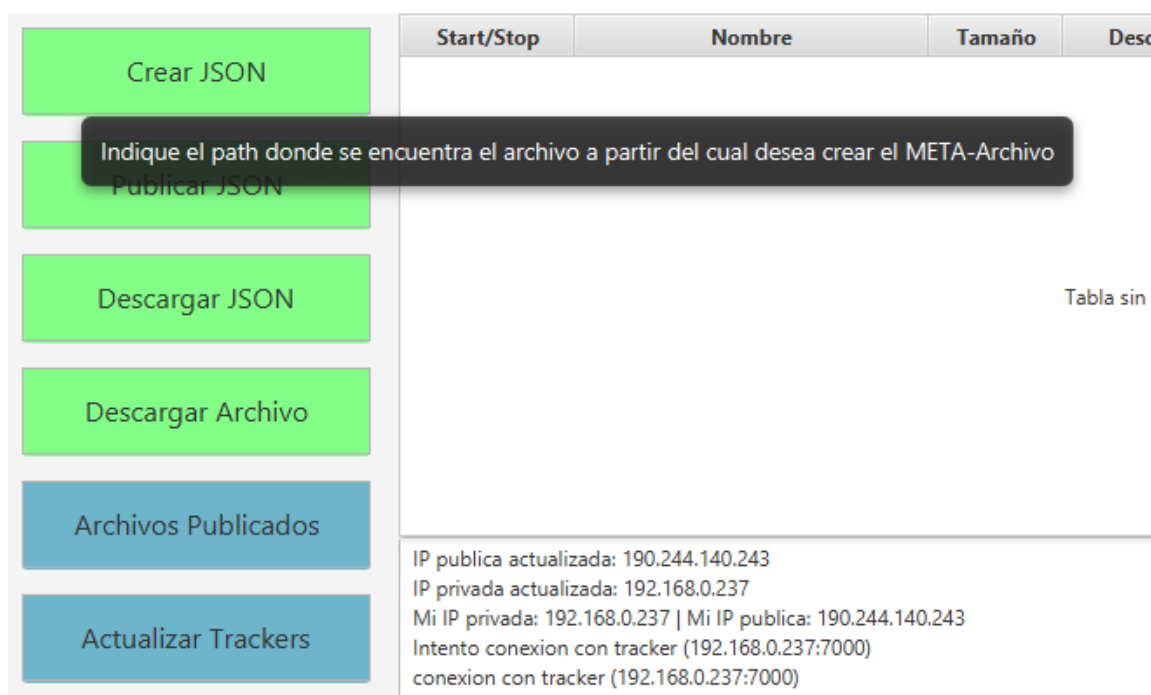 Start/Stop Nombre Tamaño Desc
Crear JSON
Indique el path donde se encuentra el archivo a partir del cual desea crear el META-Archivo
Publicar JSON
Descargar JSON
Tabla sin
Descargar Archivo
Archivos Publicados
Actualizar Trackers
IP publica actualizada: 190.244.140.243
IP privada actualizada: 192.168.0.237
Mi IP privada: 192.168.0.237 | Mi IP publica: 190.244.140.243
Intento conexion con tracker (192.168.0.237:7000)
conexion con tracker (192.168.0.237:7000)